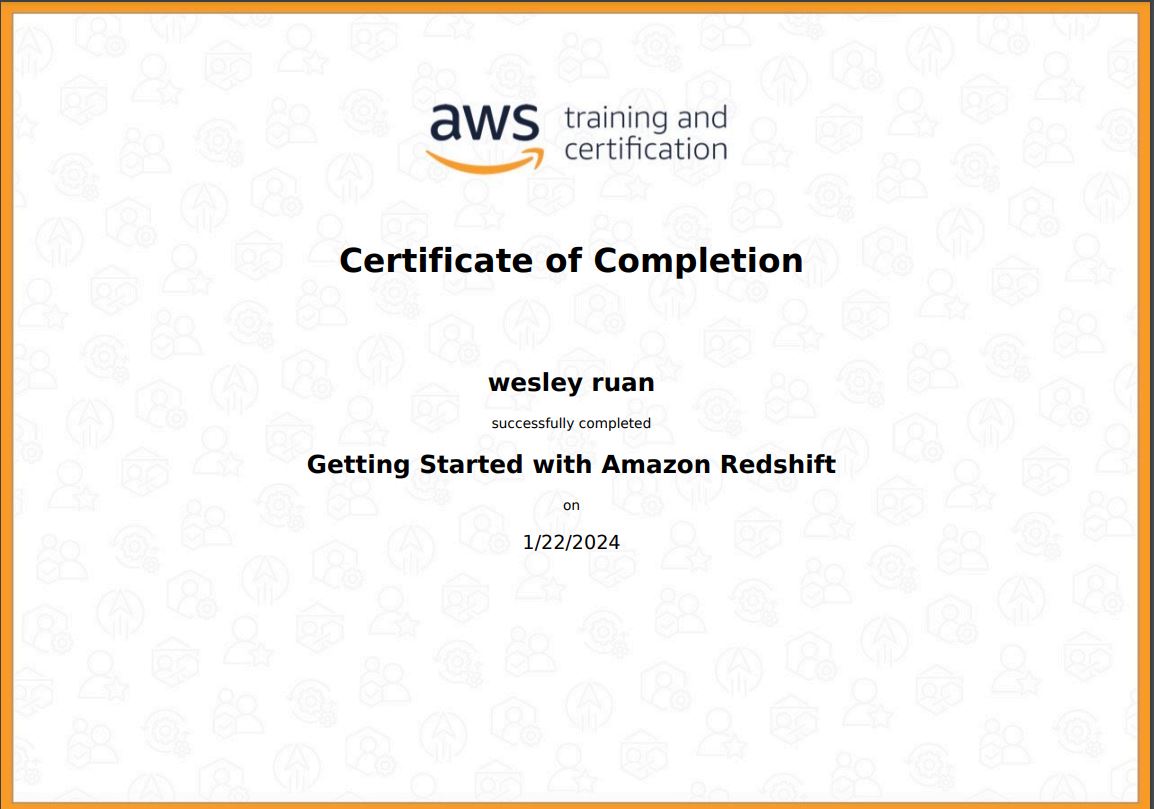 aws training and
certification
Certificate of Completion
wesley ruan
successfully completed
Getting Started with Amazon Redshift
on
1/22/2024